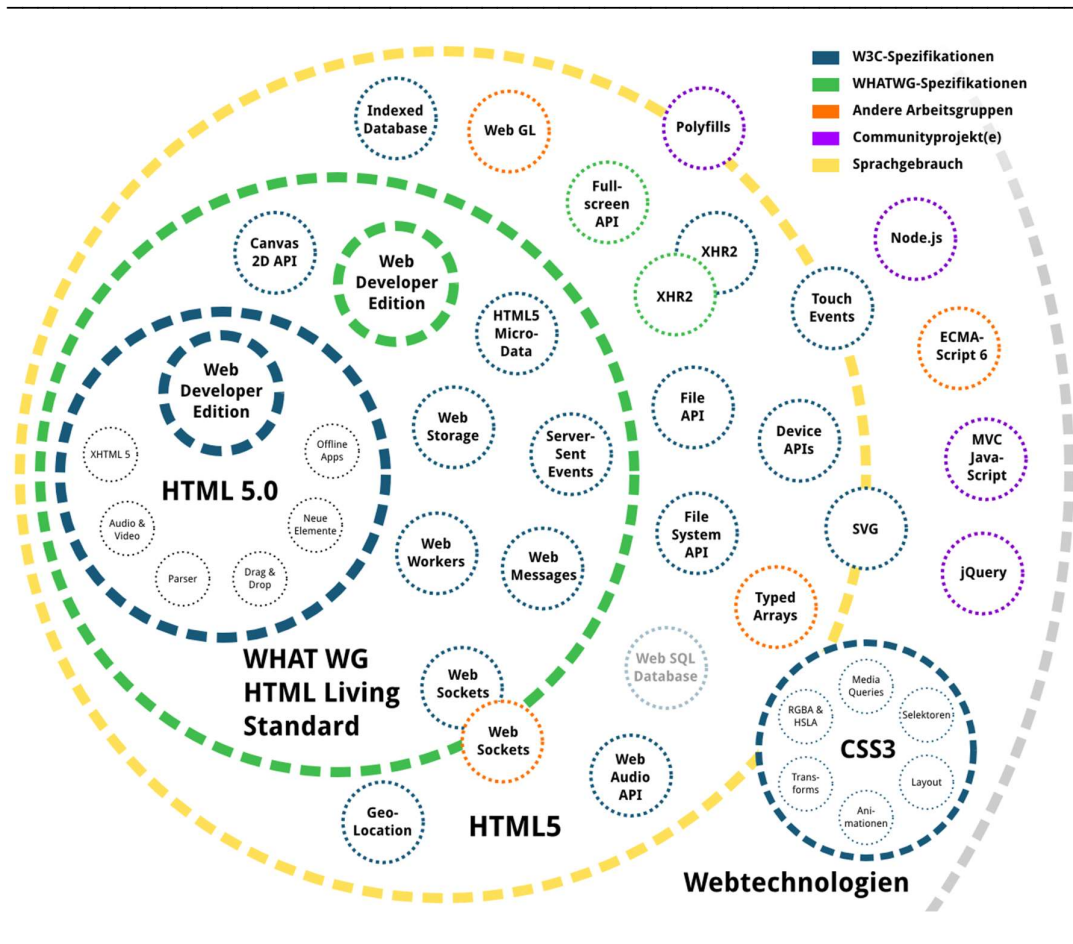 W3C-Spezifikationen
WHATWG-Spezifikationen
Andere Arbeitsgruppen
Communityprojekt(e)
Sprachgebrauch
Indexed
Database
Web GL
Polyfills
Full-
screen
API
XHR2
XHR2
Node.js
Canvas
2D API
Web
Developer
Edition
HTML5
Micro-
Data
Touch
Events
ECMA-
Script 6
Web
Developer
Edition
Web
Storage
Server-
Sent
Events
File
API
Device
APIs
MVC
Java-
Script
XHTML 5
Offline
Apps
HTML 5.0
Audio &
Video
Neue
Elemente
Parser
Drag &
Drop
Web
Workers
Web
Messages
File
System
API
SVG
jQuery
Typed
Arrays
WHAT WG
HTML Living
Standard
Web
Sockets
Web
Sockets
Web SQL
Database
Media
Queries
RGBA &
HSLA
Selektoren
CSS3
Trans-
forms
Layout
Ani-
mationen
Web
Audio
API
Geo-
Location
HTML5
Webtechnologien